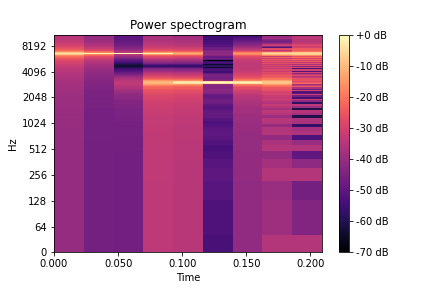 Power spectrogram
Hz
8192
4096
2048
1024
512
256
128
64
0
0.000 0.050 0.100 0.150 0.200
Time
+0 dB
-10 dB
-20 dB
-30 dB
-40 dB
-50 dB
-60 dB
-70 dB